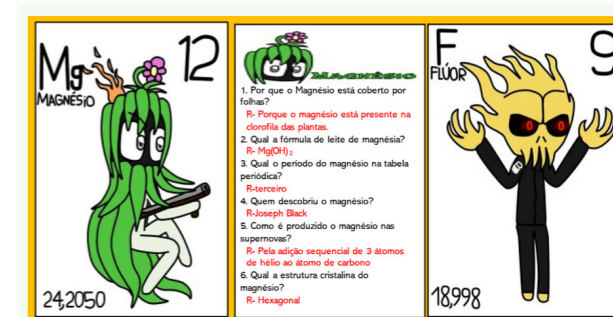 Mg
12
MAGNÉSIO
24,2050
MAGNÉSIO
1. Por que o Magnésio está coberto por
folhas?
R- Porque o magnésio está presente na
clorofila das plantas.
2. Qual a fórmula de leite de magnésia?
R- Mg(OH)₂
3. Qual o período do magnésio na tabela
periódica?
R-terceiro
4. Quem descobriu o magnésio?
R-Joseph Black
5. Como é produzido o magnésio nas
supernovas?
R- Pela adição sequencial de 3 átomos
de hélio ao átomo de carbono
6. Qual a estrutura cristalina do
magnésio?
R- Hexagonal
F
9
FLÚOR
18,998